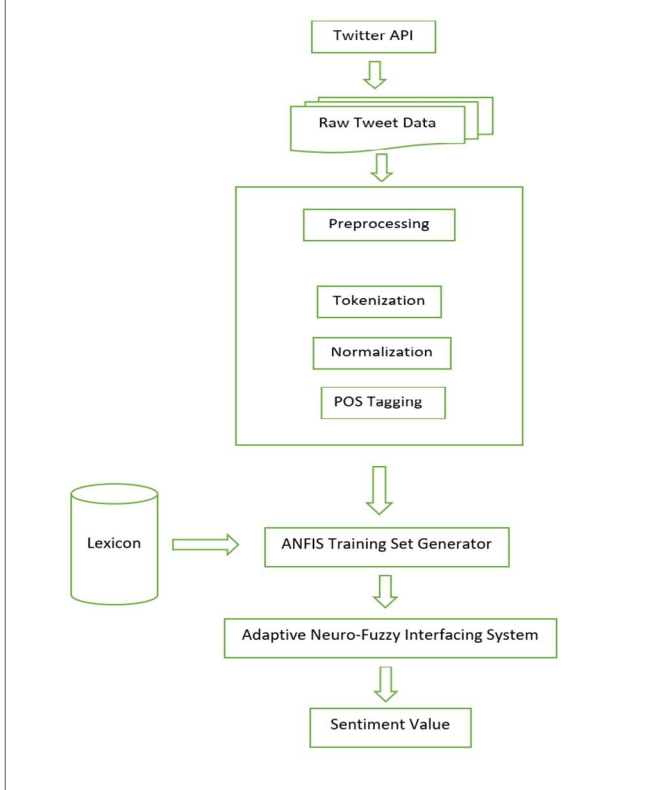 Twitter API
Raw Tweet Data
Preprocessing
Tokenization
Normalization
POS Tagging
Lexicon
ANFIS Training Set Generator
Adaptive Neuro-Fuzzy Interfacing System
Sentiment Value